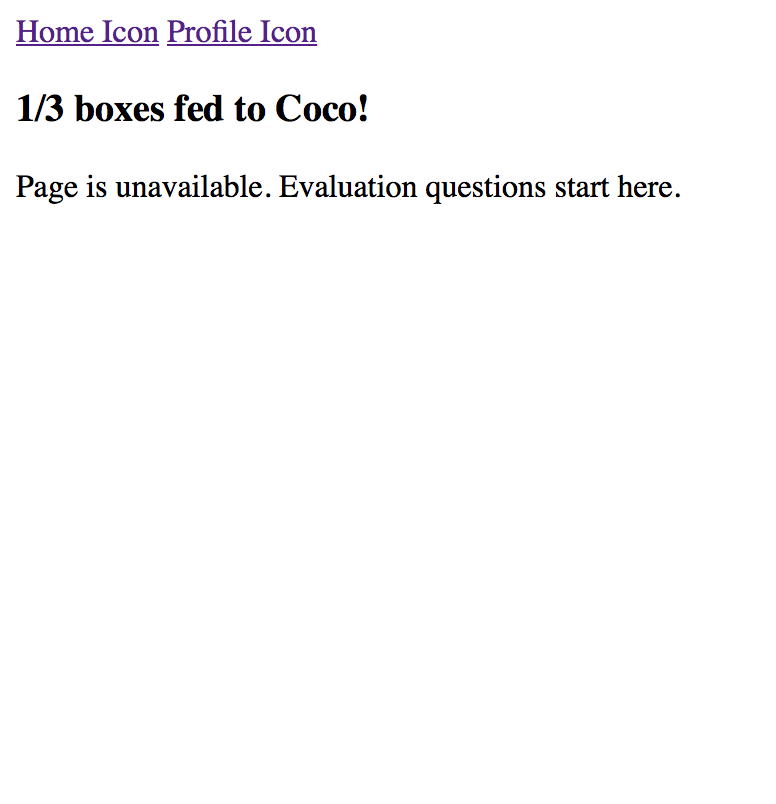 Home Icon Profile Icon
1/3 boxes fed to Coco!
Page is unavailable. Evaluation questions start here.